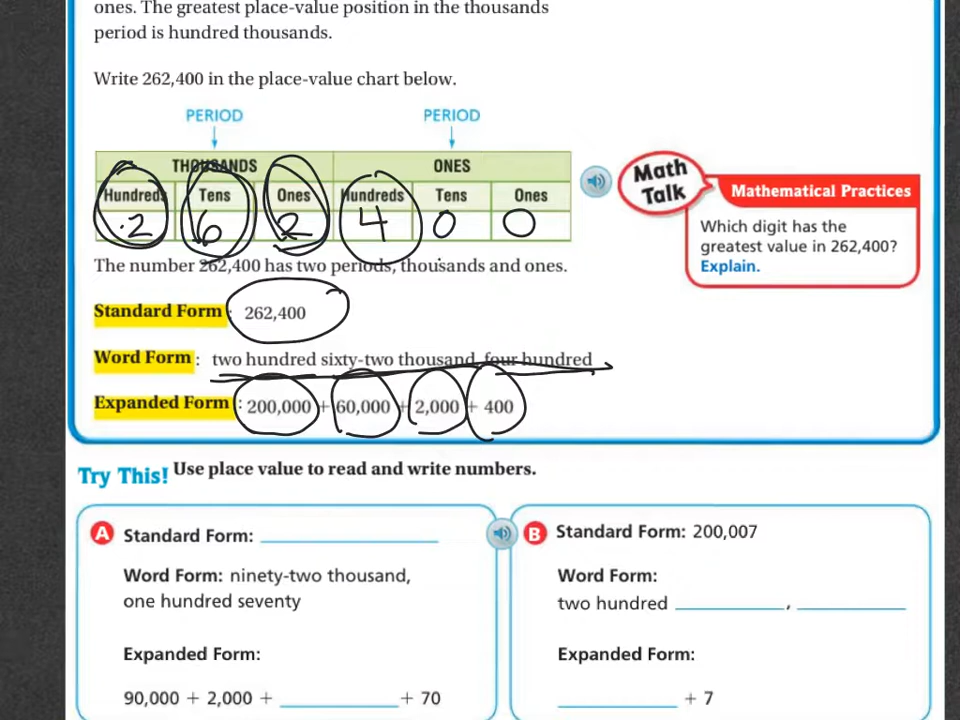 ones. The greatest place-value position in the thousands
period is hundred thousands.
Write 262,400 in the place-value chart below.
PERIOD PERIOD
THOUSANDS ONES
Hundreds Tens Ones Hundreds Tens Ones
2 6 2 4 0 0
Math
Talk
Mathematical Practices
Which digit has the
greatest value in 262,400?
Explain.
The number 262,400 has two periods, thousands and ones.
Standard Form: 262,400
Word Form: two hundred sixty-two thousand, four hundred
Expanded Form: 200,000 + 60,000 + 2,000 + 400
Try This! Use place value to read and write numbers.
A Standard Form:
Word Form: ninety-two thousand,
one hundred seventy
Expanded Form:
90,000 + 2,000 + + 70
B Standard Form: 200,007
Word Form:
two hundred ,
Expanded Form:
+ 7